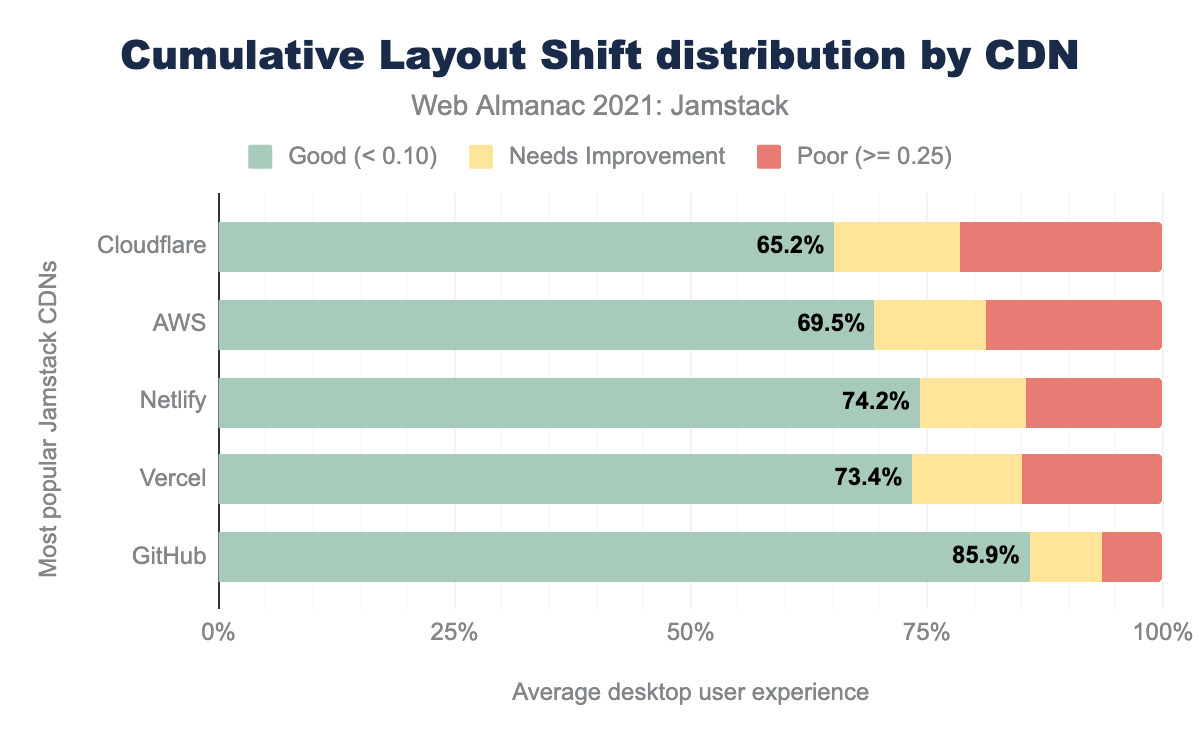 Cumulative Layout Shift distribution by CDN
Web Almanac 2021: Jamstack
Good (< 0.10) Needs Improvement Poor (>= 0.25)
Most popular Jamstack CDNs
Cloudflare 65.2%
AWS 69.5%
Netlify 74.2%
Vercel 73.4%
GitHub 85.9%
0% 25% 50% 75% 100%
Average desktop user experience